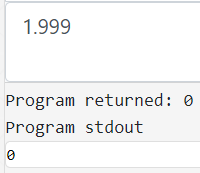 1.999
Program returned: 0
Program stdout
0